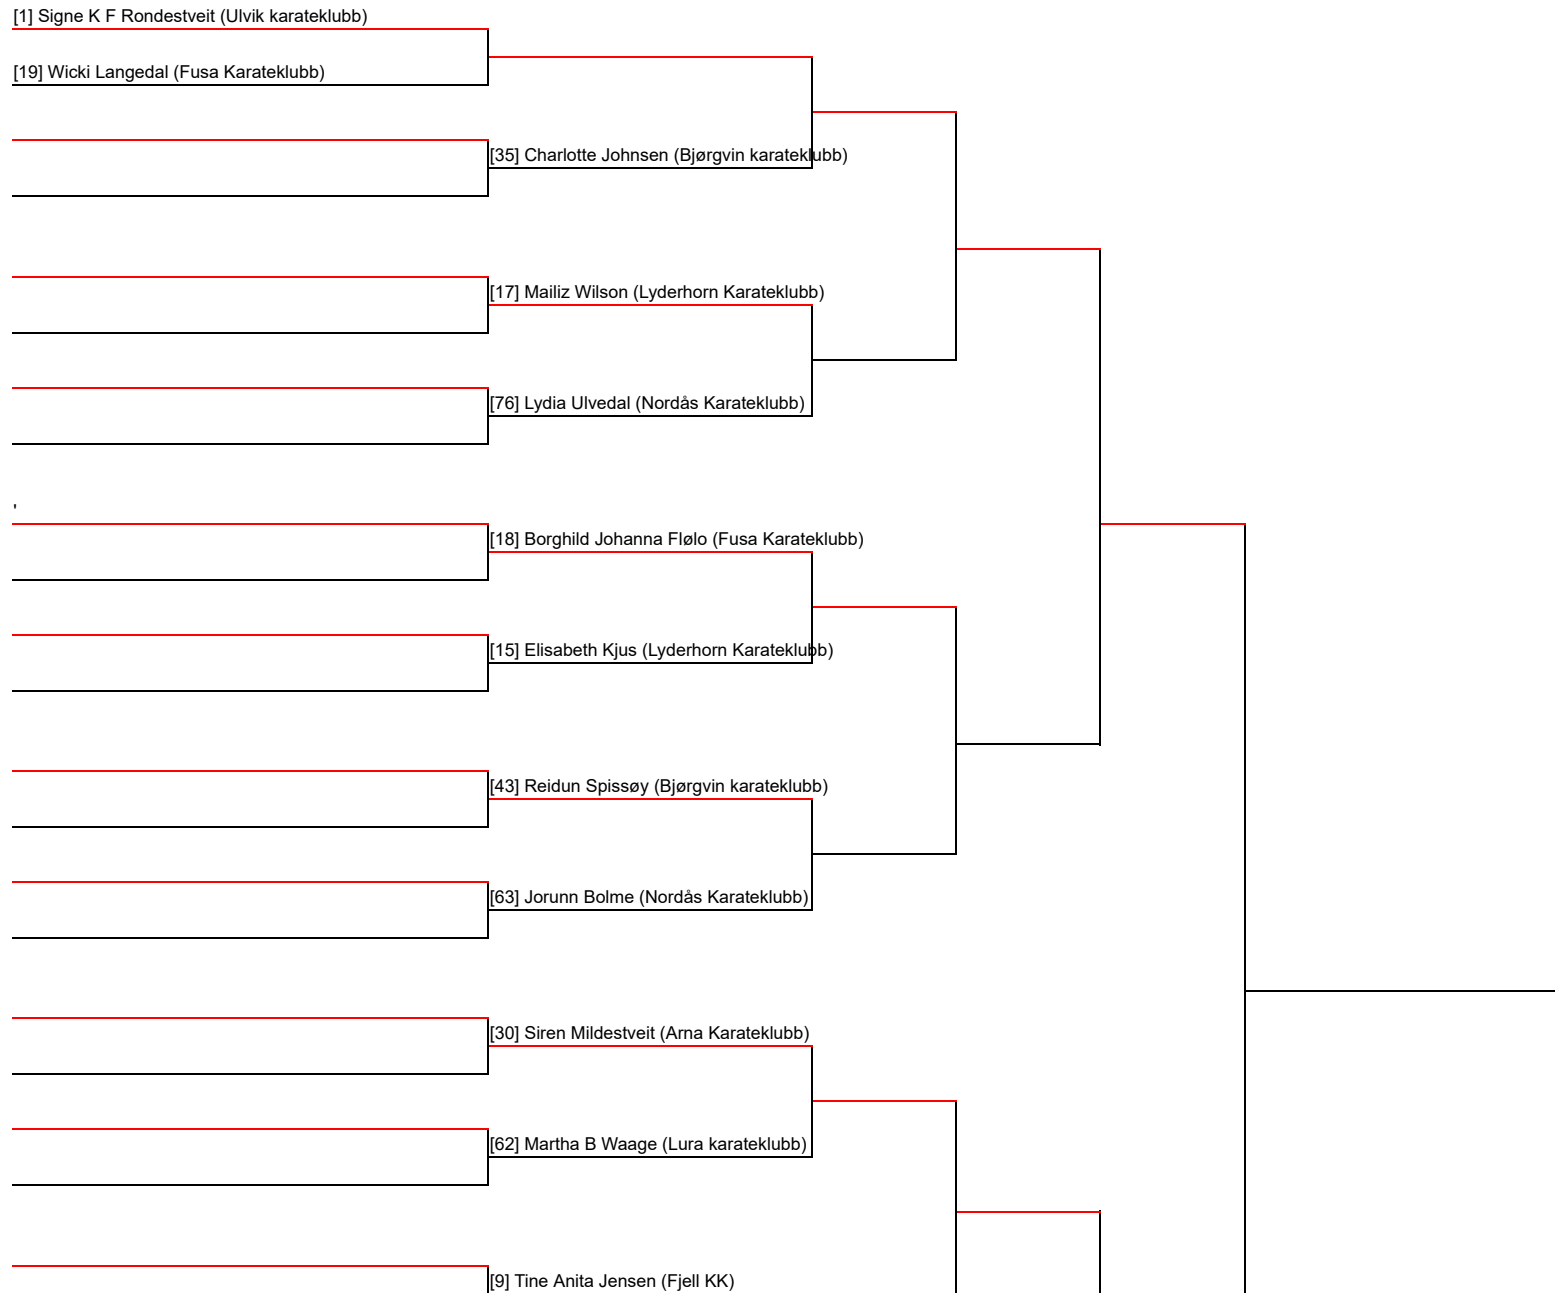 [1] Signe K F Rondestveit (Ulvik karateklubb)
[19] Wicki Langedal (Fusa Karateklubb)
[35] Charlotte Johnsen (Bjørgvin karateklubb)
[17] Mailiz Wilson (Lyderhorn Karateklubb)
[76] Lydia Ulvedal (Nordås Karateklubb)
'
[18] Borghild Johanna Flølo (Fusa Karateklubb)
[15] Elisabeth Kjus (Lyderhorn Karateklubb)
[43] Reidun Spissøy (Bjørgvin karateklubb)
[63] Jorunn Bolme (Nordås Karateklubb)
[30] Siren Mildestveit (Arna Karateklubb)
[62] Martha B Waage (Lura karateklubb)
[9] Tine Anita Jensen (Fjell KK)